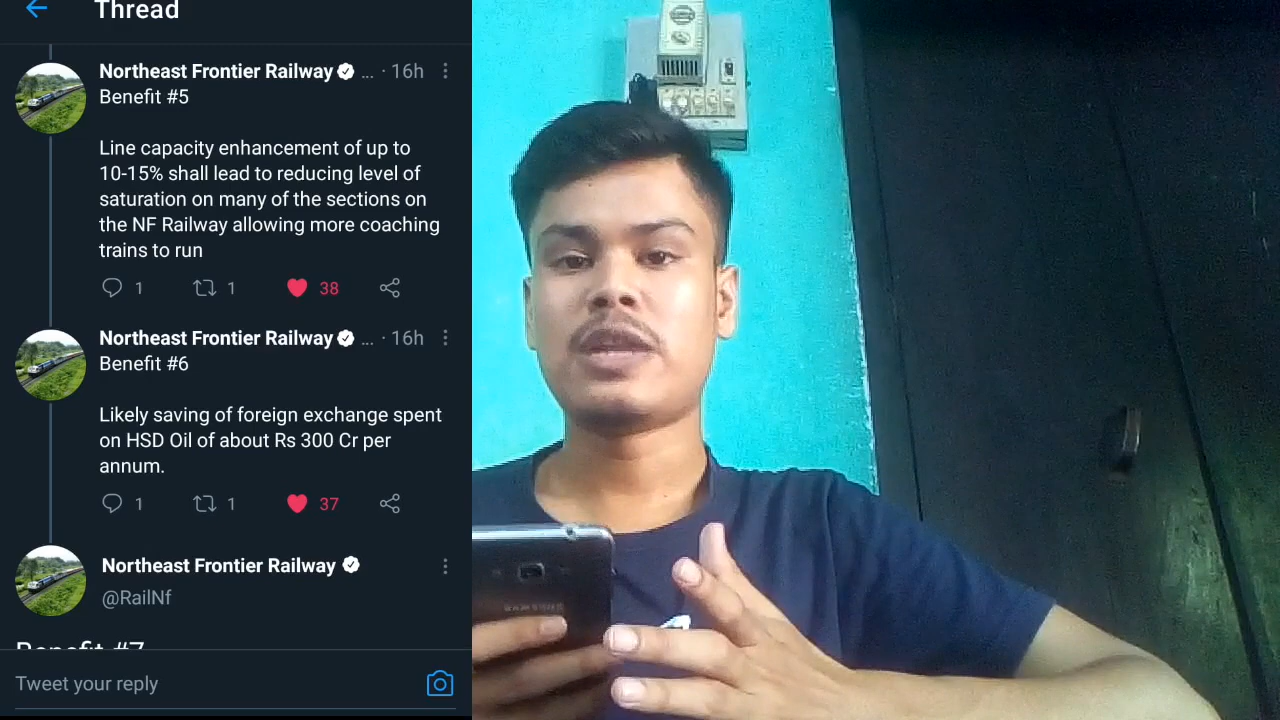 Thread
Northeast Frontier Railway ... · 16h
Benefit #5
Line capacity enhancement of up to
10-15% shall lead to reducing level of
saturation on many of the sections on
the NF Railway allowing more coaching
trains to run
1 1 38
Northeast Frontier Railway ... · 16h
Benefit #6
Likely saving of foreign exchange spent
on HSD Oil of about Rs 300 Cr per
annum.
1 1 37
Northeast Frontier Railway
@RailNf
Benefit #7
Tweet your reply